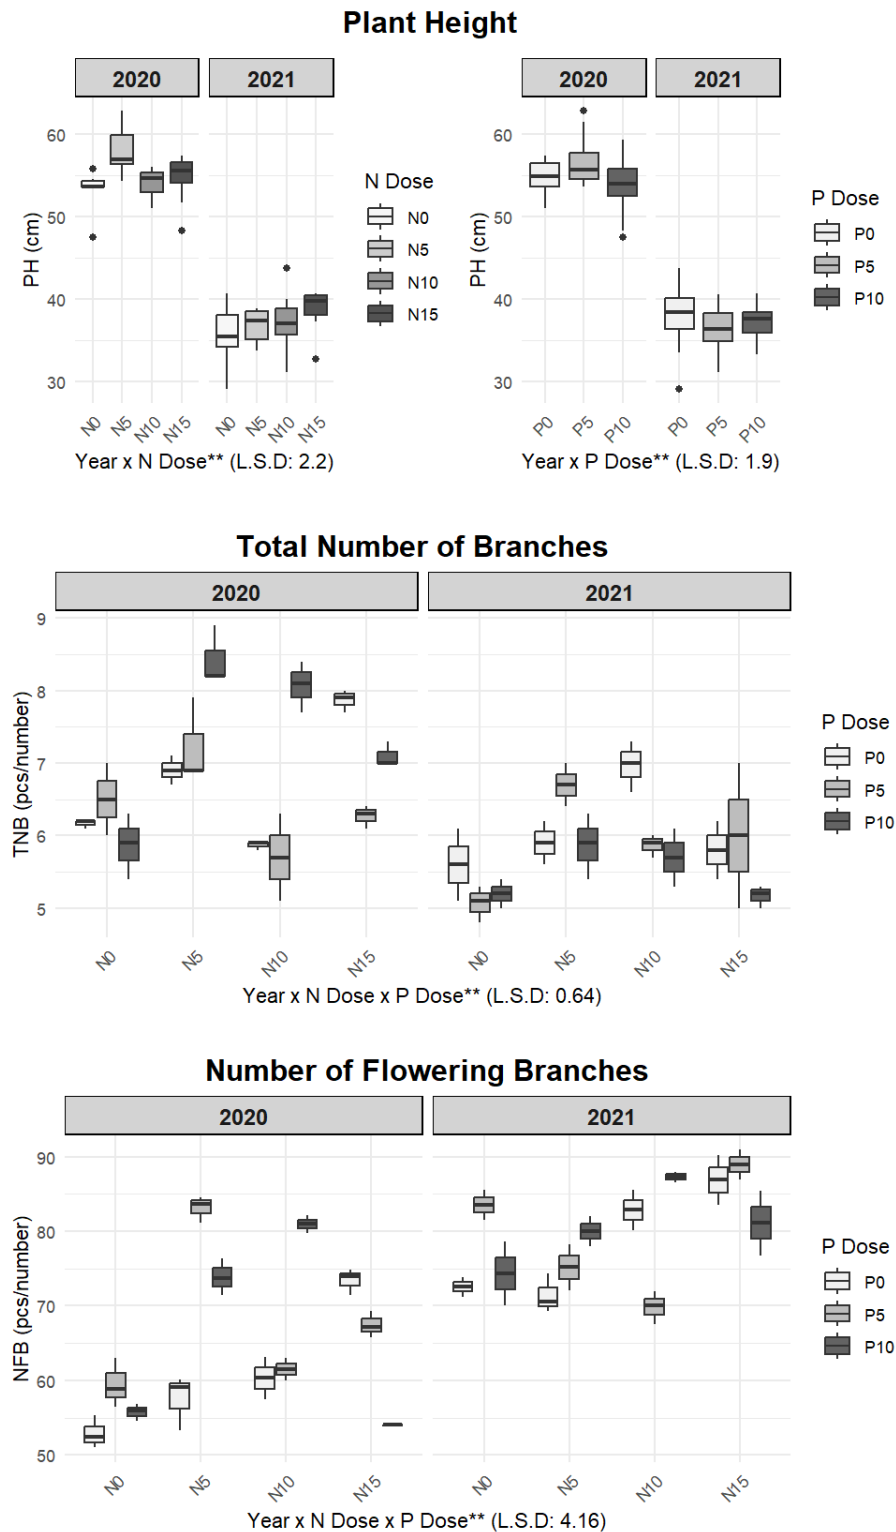 Plant Height
2020 2021 2020 2021
PH (cm)
60
50
40
30
N0 N5 N10 N15 N0 N5 N10 N15
Year x N Dose** (L.S.D: 2.2)
N Dose
N0
N5
N10
N15
PH (cm)
60
50
40
30
P0 P5 P10 P0 P5 P10
Year x P Dose** (L.S.D: 1.9)
P Dose
P0
P5
P10
Total Number of Branches
2020 2021
TNB (pcs/number)
9
8
7
6
5
N0 N5 N10 N15 N0 N5 N10 N15
Year x N Dose x P Dose** (L.S.D: 0.64)
P Dose
P0
P5
P10
Number of Flowering Branches
2020 2021
NFB (pcs/number)
90
80
70
60
50
N0 N5 N10 N15 N0 N5 N10 N15
Year x N Dose x P Dose** (L.S.D: 4.16)
P Dose
P0
P5
P10